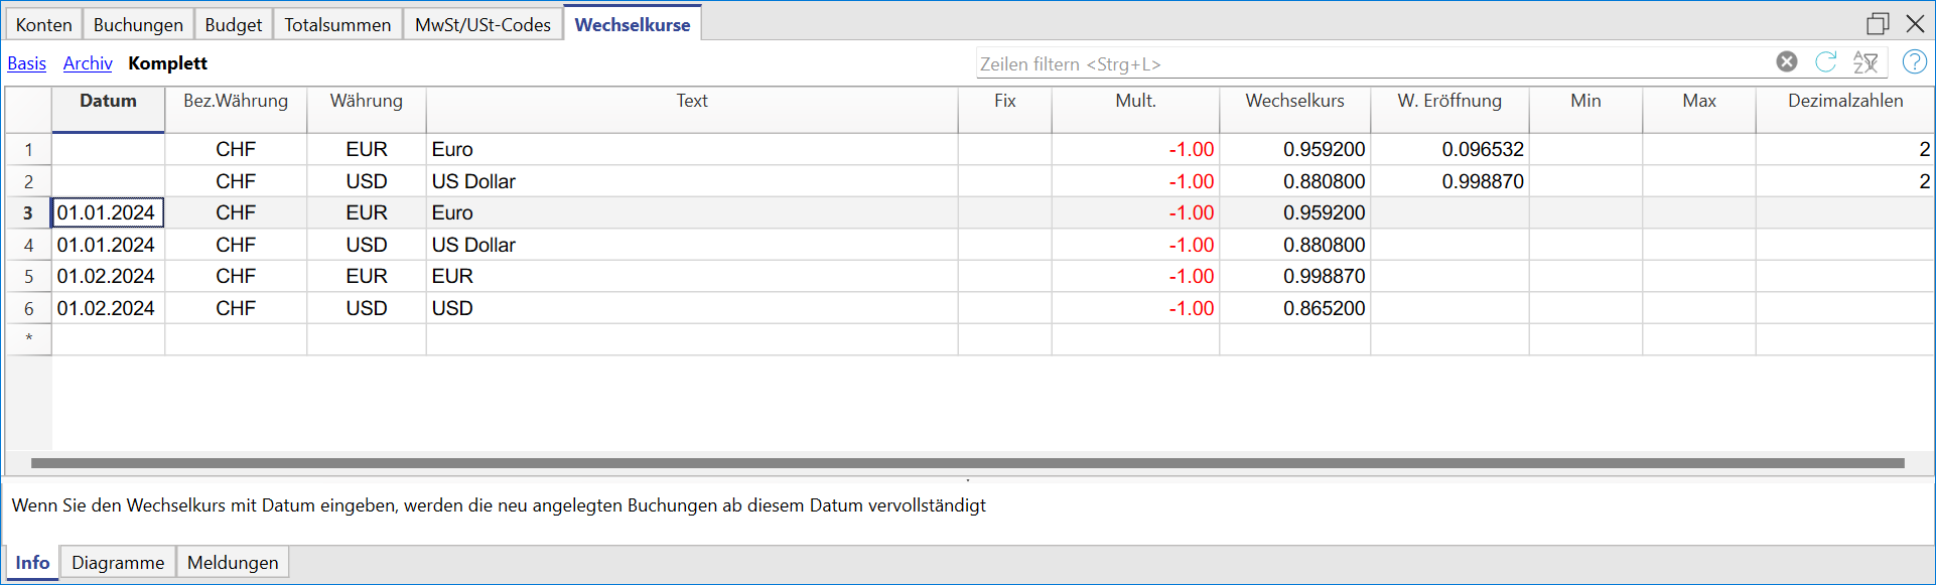 Konten Buchungen Budget Totalsummen MwSt/USt-Codes Wechselkurse
Basis Archiv Komplett Zeilen filtern <Strg+L>
Datum Bez.Währung Währung Text Fix Mult. Wechselkurs W. Eröffnung Min Max Dezimalzahlen
1 CHF EUR Euro -1.00 0.959200 0.096532 2
2 CHF USD US Dollar -1.00 0.880800 0.998870 2
3 01.01.2024 CHF EUR Euro -1.00 0.959200
4 01.01.2024 CHF USD US Dollar -1.00 0.880800
5 01.02.2024 CHF EUR EUR -1.00 0.998870
6 01.02.2024 CHF USD USD -1.00 0.865200
*
Wenn Sie den Wechselkurs mit Datum eingeben, werden die neu angelegten Buchungen ab diesem Datum vervollständigt
Info Diagramme Meldungen